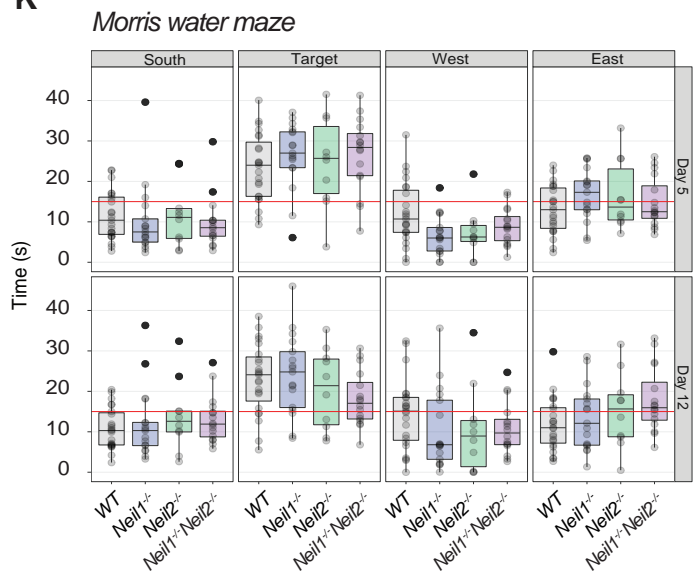 K
Morris water maze
South Target West East
40
30
20
10
0
Day 5
40
30
20
10
0
Day 12
Time (s)
WT Neil1-/- Neil2-/- Neil1-/-Neil2-/- WT Neil1-/- Neil2-/- Neil1-/-Neil2-/- WT Neil1-/- Neil2-/- Neil1-/-Neil2-/- WT Neil1-/- Neil2-/- Neil1-/-Neil2-/-